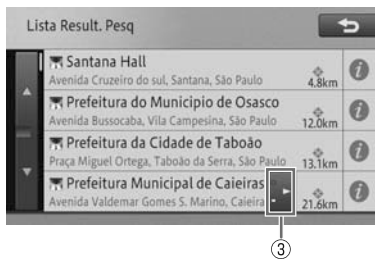 Lista Result. Pesq
Santana Hall
Avenida Cruzeiro do sul, Santana, São Paulo
4.8km
Prefeitura do Municipio de Osasco
Avenida Bussocaba, Vila Campesina, São Paulo
12.0km
Prefeitura da Cidade de Taboão
Praça Miguel Ortega, Taboão da Serra, São Paulo
13.1km
Prefeitura Municipal de Caieiras
Avenida Valdemar Gomes S. Marino, Caieira
21.6km
③